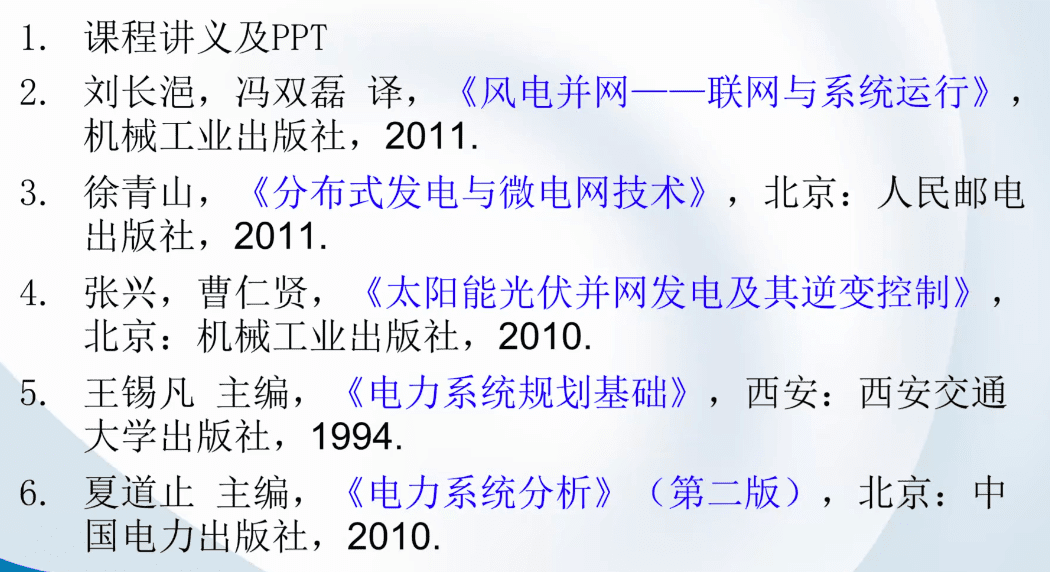 1. 课程讲义及PPT
2. 刘长浥，冯双磊 译，《风电并网——联网与系统运行》，
机械工业出版社，2011.
3. 徐青山，《分布式发电与微电网技术》，北京：人民邮电
出版社，2011.
4. 张兴，曹仁贤，《太阳能光伏并网发电及其逆变控制》，
北京：机械工业出版社，2010.
5. 王锡凡 主编，《电力系统规划基础》，西安：西安交通
大学出版社，1994.
6. 夏道止 主编，《电力系统分析》（第二版），北京：中
国电力出版社，2010.